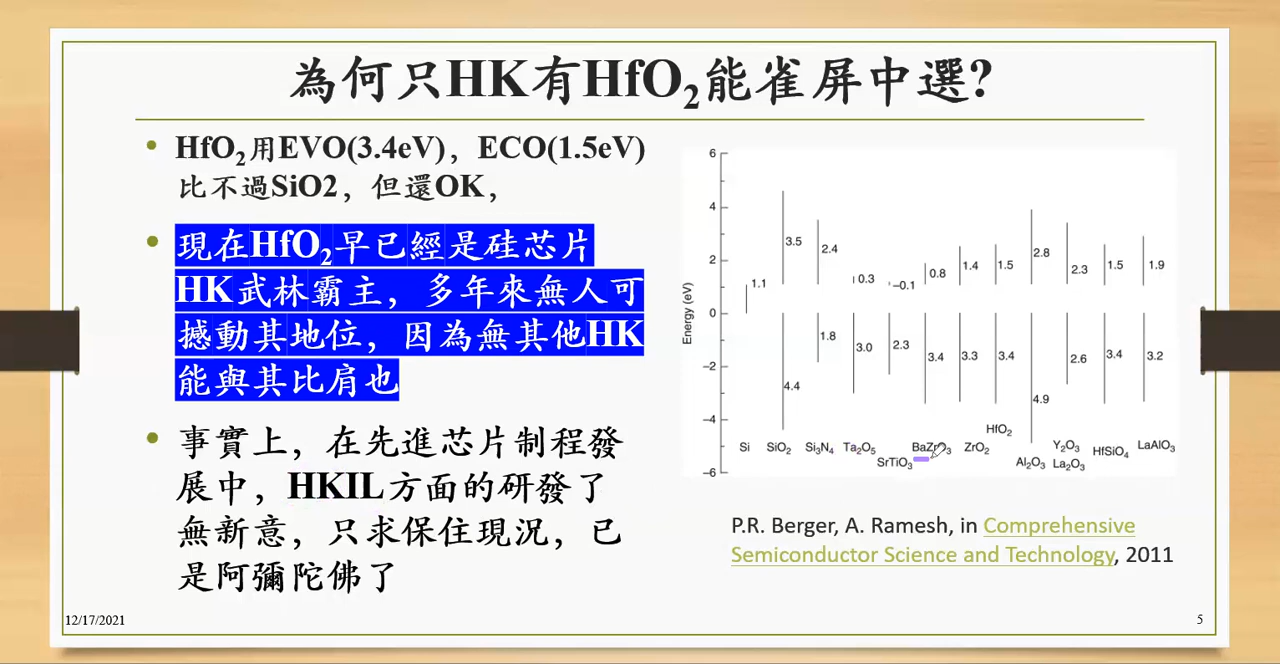 為何只HK有HfO₂能雀屏中選?
HfO₂用EVO(3.4eV)，ECO(1.5eV)
比不過SiO2，但還OK，
現在HfO₂早已經是硅芯片
HK武林霸主，多年來無人可
撼動其地位，因為無其他HK
能與其比肩也
事實上，在先進芯片制程發
展中，HKIL方面的研發了
無新意，只求保住現況，已
是阿彌陀佛了
Energy (eV)
6
4
2
0
−2
−4
−6
1.1
3.5
2.4
0.3
−0.1
0.8
1.4
1.5
2.8
2.3
1.5
1.9
4.4
1.8
3.0
2.3
3.4
3.3
3.4
4.9
2.6
3.4
3.2
Si
SiO₂
Si₃N₄
Ta₂O₅
SrTiO₃
BaZrO₃
ZrO₂
HfO₂
Al₂O₃
Y₂O₃
La₂O₃
HfSiO₄
LaAlO₃
P.R. Berger, A. Ramesh, in Comprehensive
Semiconductor Science and Technology, 2011
12/17/2021
5